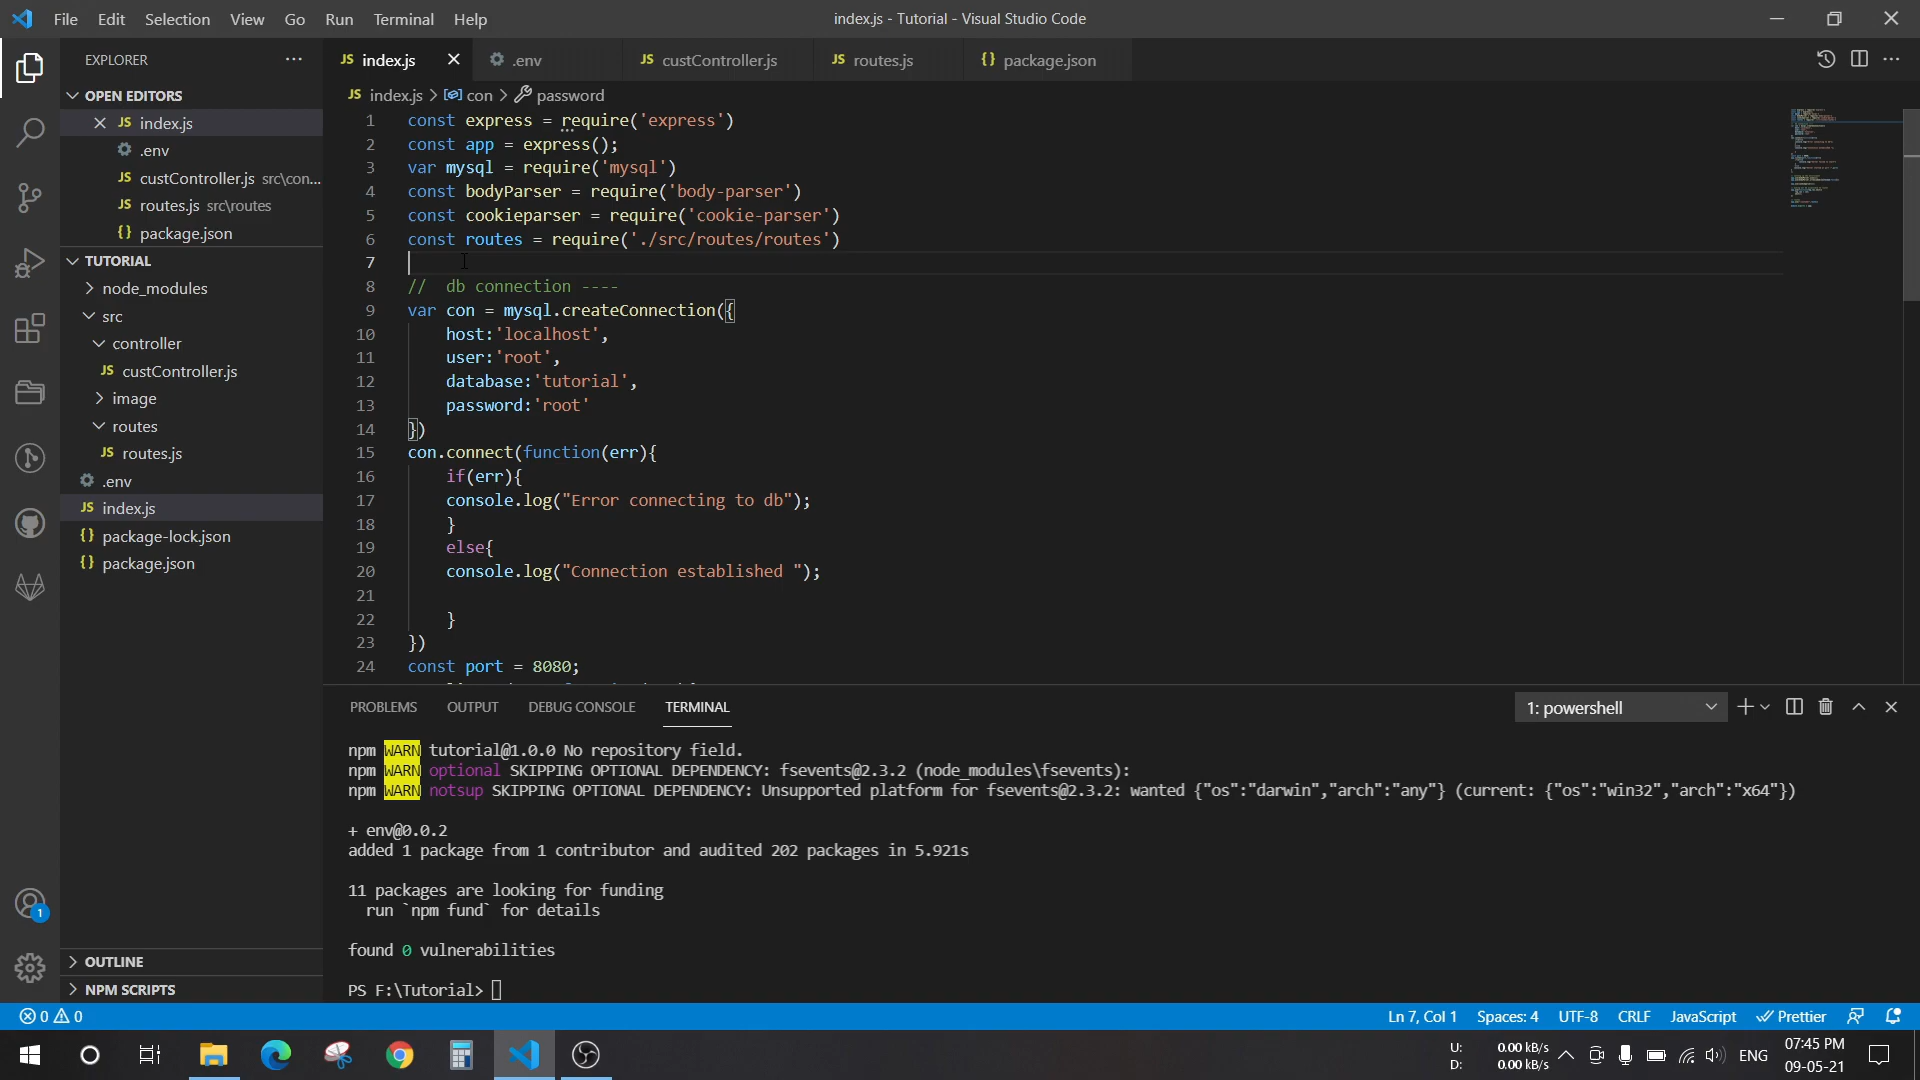 File Edit Selection View Go Run Terminal Help
index.js - Tutorial - Visual Studio Code
EXPLORER
OPEN EDITORS
JS index.js
.env
JS custController.js src\con...
JS routes.js src\routes
{} package.json
TUTORIAL
node_modules
src
controller
JS custController.js
image
routes
JS routes.js
.env
JS index.js
{} package-lock.json
{} package.json
OUTLINE
NPM SCRIPTS
1
JS index.js
.env
JS custController.js
JS routes.js
{} package.json
JS index.js > con > password
1 const express = require('express')
2 const app = express();
3 var mysql = require('mysql')
4 const bodyParser = require('body-parser')
5 const cookieparser = require('cookie-parser')
6 const routes = require('./src/routes/routes')
7
8 // db connection ----
9 var con = mysql.createConnection({
10 host:'localhost',
11 user:'root',
12 database:'tutorial',
13 password:'root'
14 })
15 con.connect(function(err){
16 if(err){
17 console.log("Error connecting to db");
18 }
19 else{
20 console.log("Connection established ");
21
22 }
23 })
24 const port = 8080;
PROBLEMS OUTPUT DEBUG CONSOLE TERMINAL
1: powershell
npm WARN tutorial@1.0.0 No repository field.
npm WARN optional SKIPPING OPTIONAL DEPENDENCY: fsevents@2.3.2 (node_modules\fsevents):
npm WARN notsup SKIPPING OPTIONAL DEPENDENCY: Unsupported platform for fsevents@2.3.2: wanted {"os":"darwin","arch":"any"} (current: {"os":"win32","arch":"x64"})
+ env@0.0.2
added 1 package from 1 contributor and audited 202 packages in 5.921s
11 packages are looking for funding
run `npm fund` for details
found 0 vulnerabilities
PS F:\Tutorial>
0 0
Ln 7, Col 1 Spaces: 4 UTF-8 CRLF JavaScript Prettier
U: 0.00 kB/s
D: 0.00 kB/s
ENG
07:45 PM
09-05-21